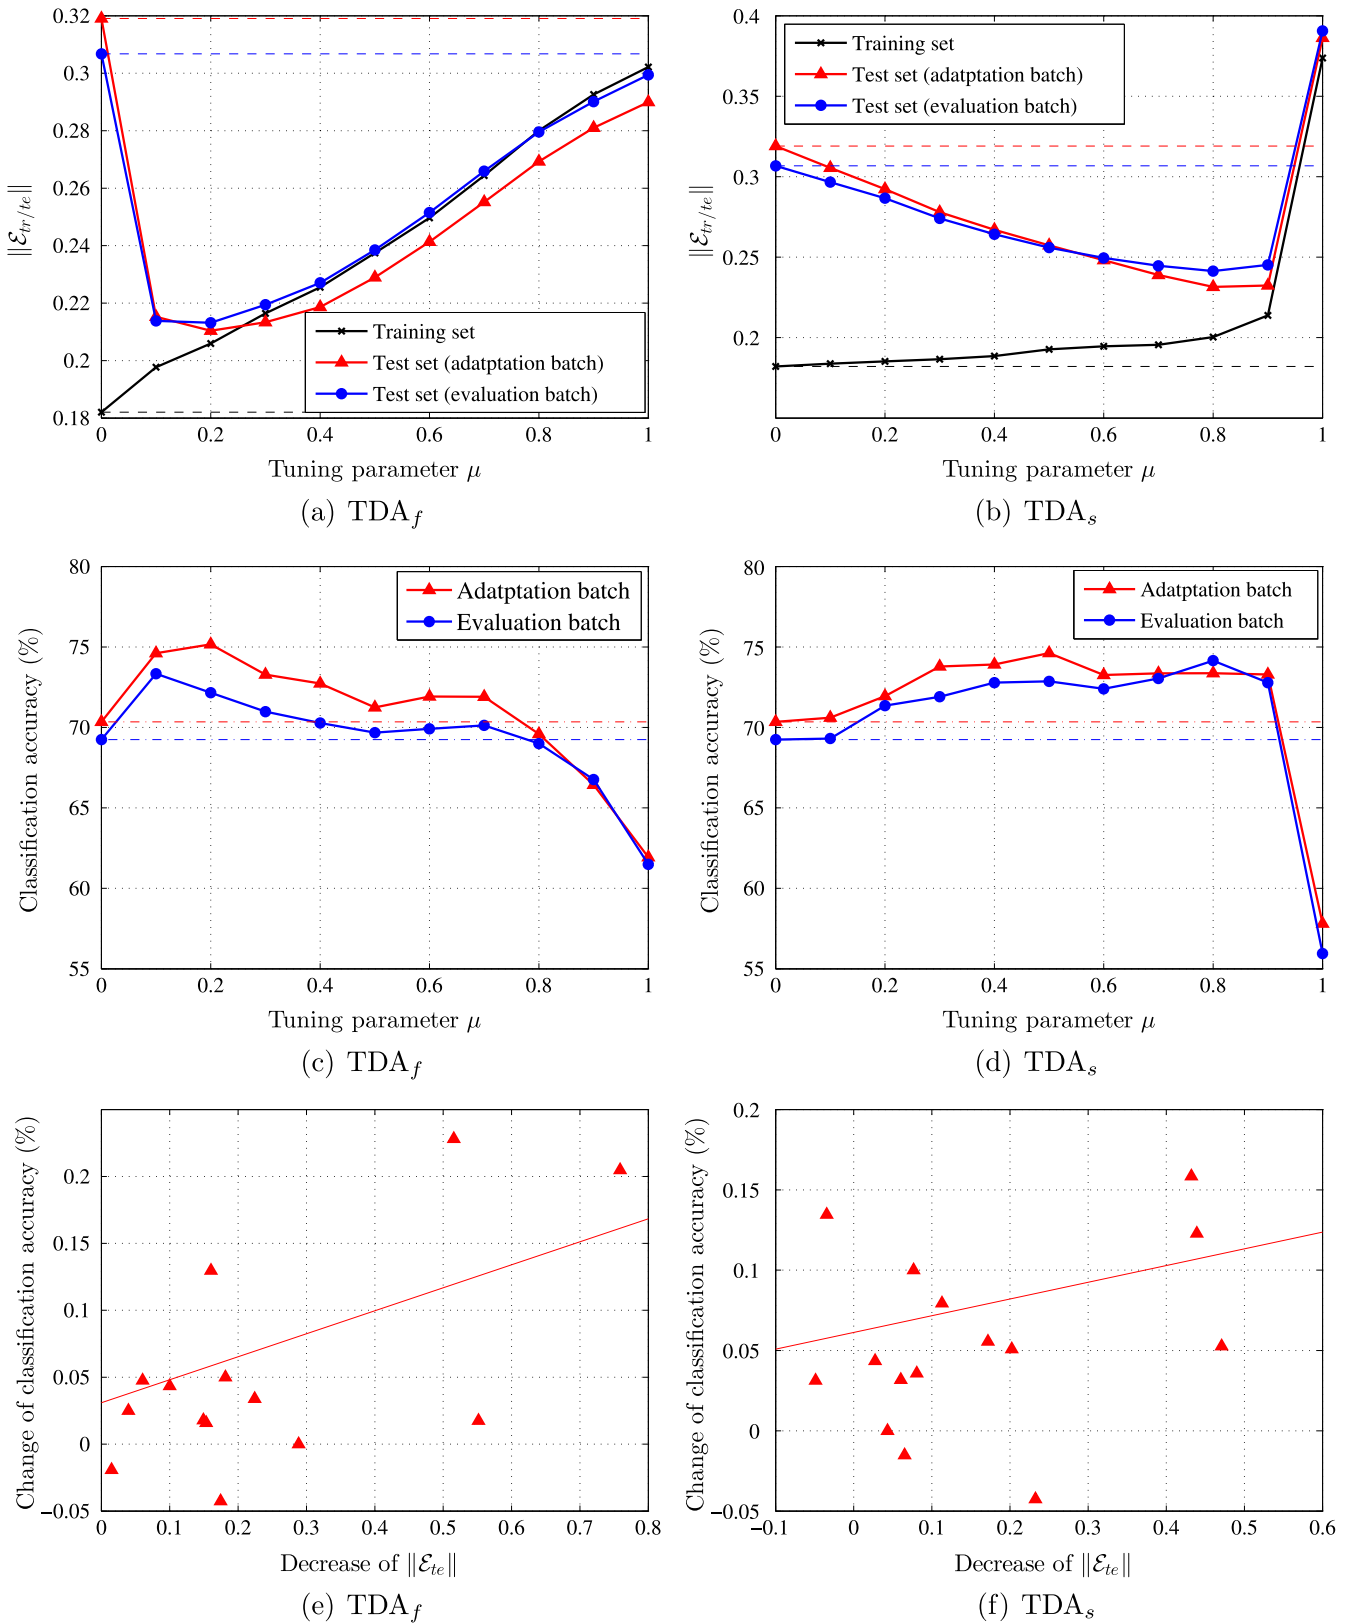 0.32
0.3
0.28
0.26
0.24
0.22
0.2
0.18
‖ℰtr/te‖
Training set
Test set (adatptation batch)
Test set (evaluation batch)
0 0.2 0.4 0.6 0.8 1
Tuning parameter μ
(a) TDAf
0.4
0.35
0.3
0.25
0.2
‖ℰtr/te‖
Training set
Test set (adatptation batch)
Test set (evaluation batch)
0 0.2 0.4 0.6 0.8 1
Tuning parameter μ
(b) TDAs
80
75
70
65
60
55
Classification accuracy (%)
Adatptation batch
Evaluation batch
0 0.2 0.4 0.6 0.8 1
Tuning parameter μ
(c) TDAf
80
75
70
65
60
55
Classification accuracy (%)
Adatptation batch
Evaluation batch
0 0.2 0.4 0.6 0.8 1
Tuning parameter μ
(d) TDAs
0.2
0.15
0.1
0.05
0
−0.05
Change of classification accuracy (%)
0 0.1 0.2 0.3 0.4 0.5 0.6 0.7 0.8
Decrease of ‖ℰte‖
(e) TDAf
0.2
0.15
0.1
0.05
0
−0.05
Change of classification accuracy (%)
−0.1 0 0.1 0.2 0.3 0.4 0.5 0.6
Decrease of ‖ℰte‖
(f) TDAs